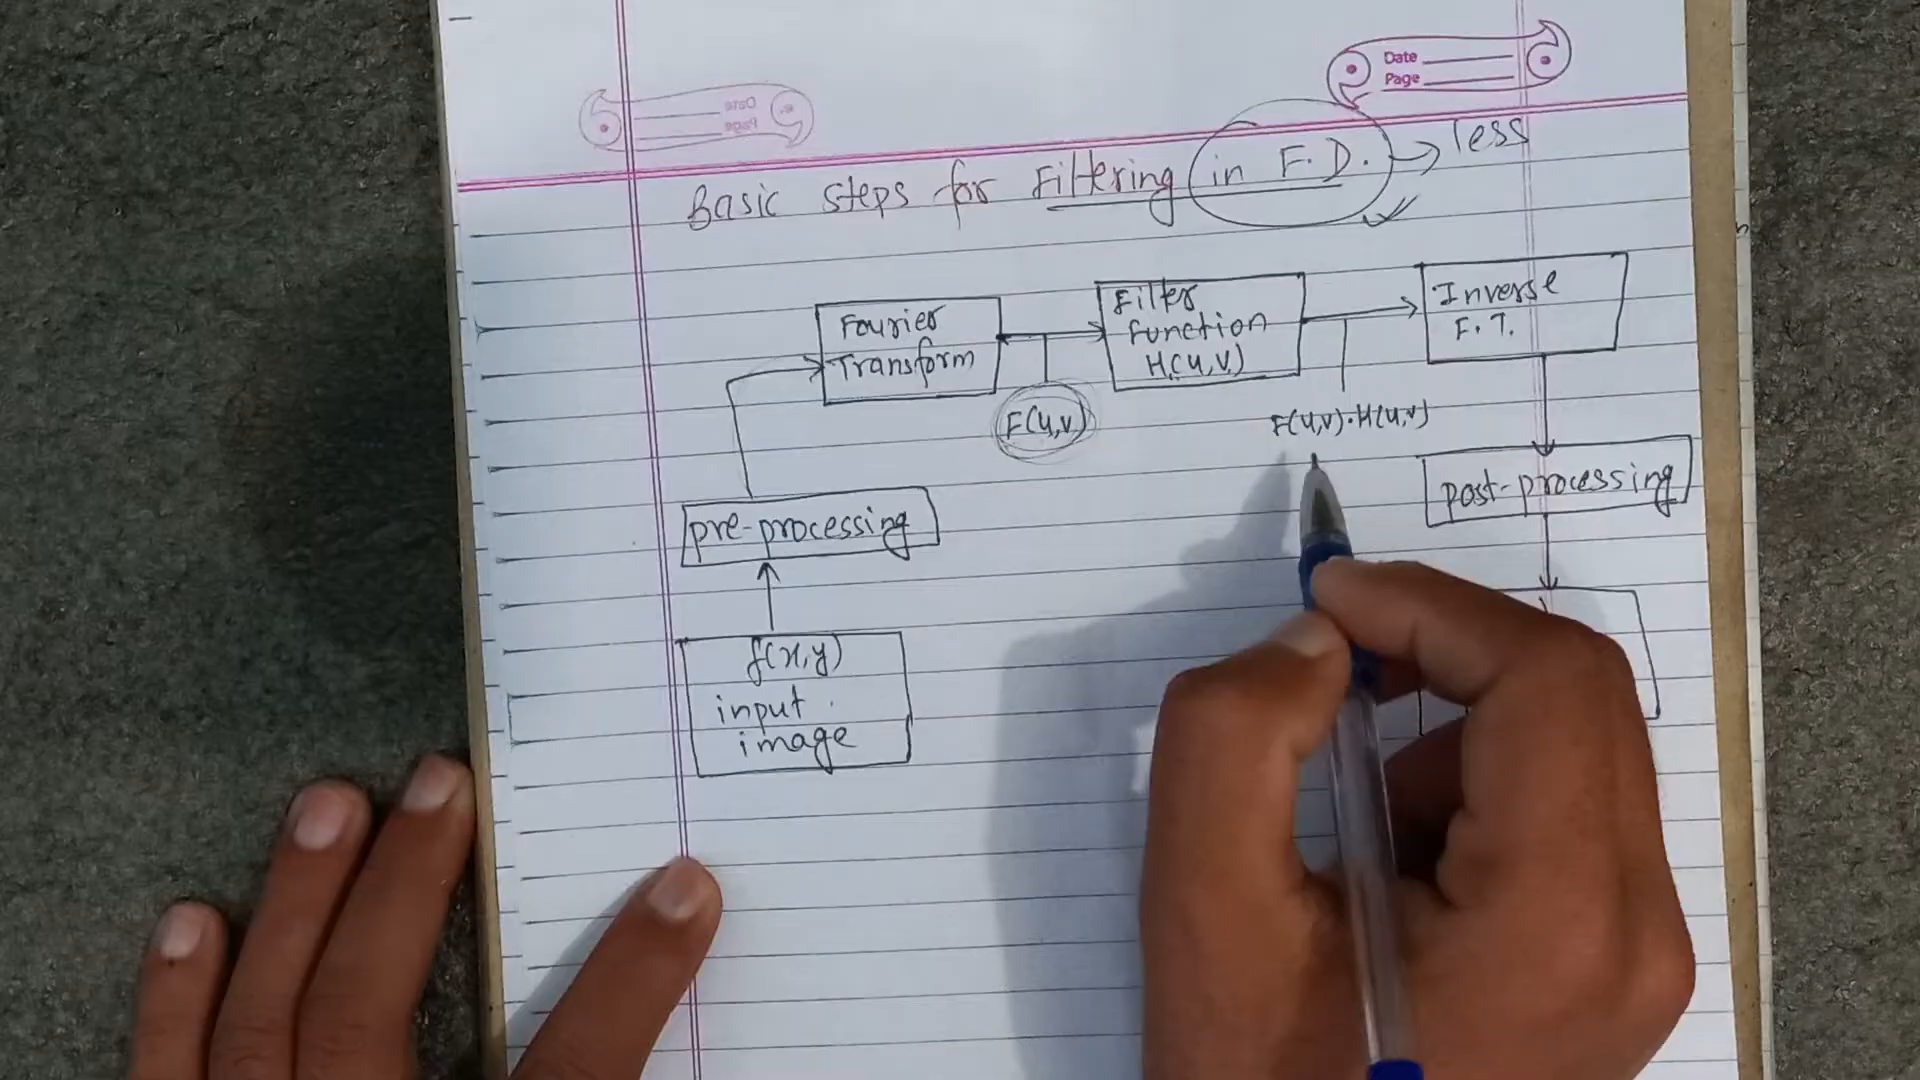 Date
Page
Basic steps for Filtering in F.D. → less
Fourier
Transform
Filter
Function
H(u,v)
Inverse
F.T.
F(u,v)
F(u,v)·H(u,v)
post-processing
pre-processing
f(x,y)
input
image